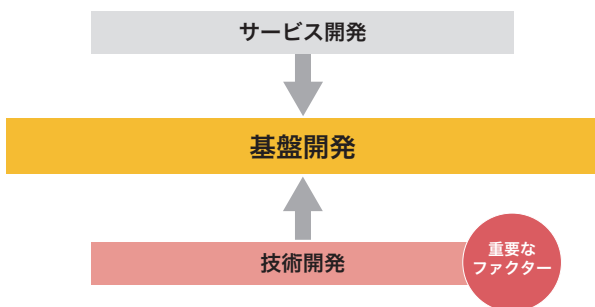 サービス開発
基盤開発
技術開発
重要な
ファクター